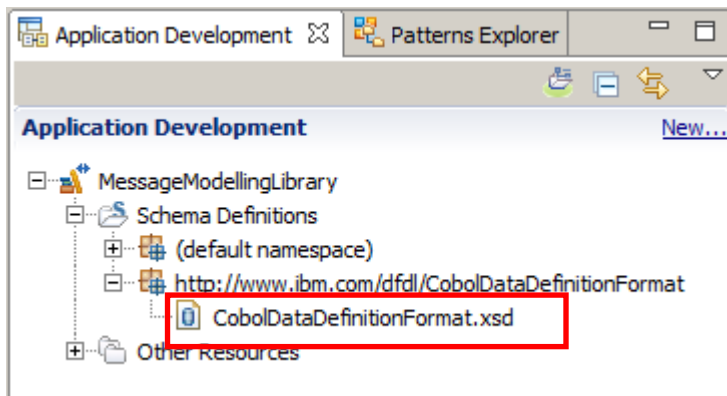 Application Development Patterns Explorer
Application Development New...
MessageModellingLibrary
Schema Definitions
(default namespace)
http://www.ibm.com/dfdl/CobolDataDefinitionFormat
CobolDataDefinitionFormat.xsd
Other Resources